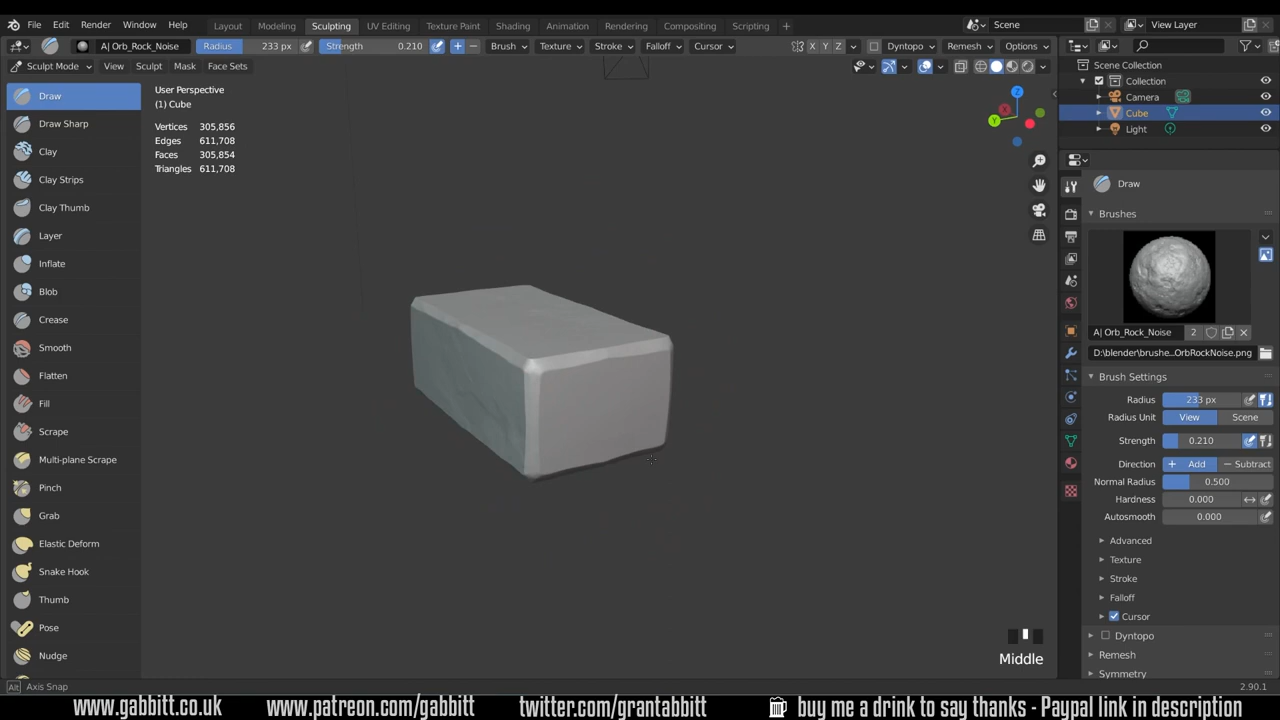 File Edit Render Window Help Layout Modeling Sculpting UV Editing Texture Paint Shading Animation Rendering Compositing Scripting + Scene View Layer
A| Orb_Rock_Noise Radius 233 px Strength 0.210 + − Brush Texture Stroke Falloff Cursor X Y Z Dyntopo Remesh Options
Sculpt Mode View Sculpt Mask Face Sets
Scene Collection
Collection
Camera
Cube
Light
User Perspective
(1) Cube
Vertices 305,856
Edges 611,708
Faces 305,854
Triangles 611,708
Z
X
Y
Draw
Draw Sharp
Clay
Clay Strips
Clay Thumb
Layer
Inflate
Blob
Crease
Smooth
Flatten
Fill
Scrape
Multi-plane Scrape
Pinch
Grab
Elastic Deform
Snake Hook
Thumb
Pose
Nudge
Draw
Brushes
A| Orb_Rock_Noise 2
D:\blender\brushe...OrbRockNoise.png
Brush Settings
Radius 233 px
Radius Unit View Scene
Strength 0.210
Direction + Add − Subtract
Normal Radius 0.500
Hardness 0.000
Autosmooth 0.000
Advanced
Texture
Stroke
Falloff
Cursor
Dyntopo
Remesh
Symmetry
Middle
Alt Axis Snap 2.90.1
www.gabbitt.co.uk www.patreon.com/gabbitt twitter.com/grantabbitt buy me a drink to say thanks - Paypal link in description